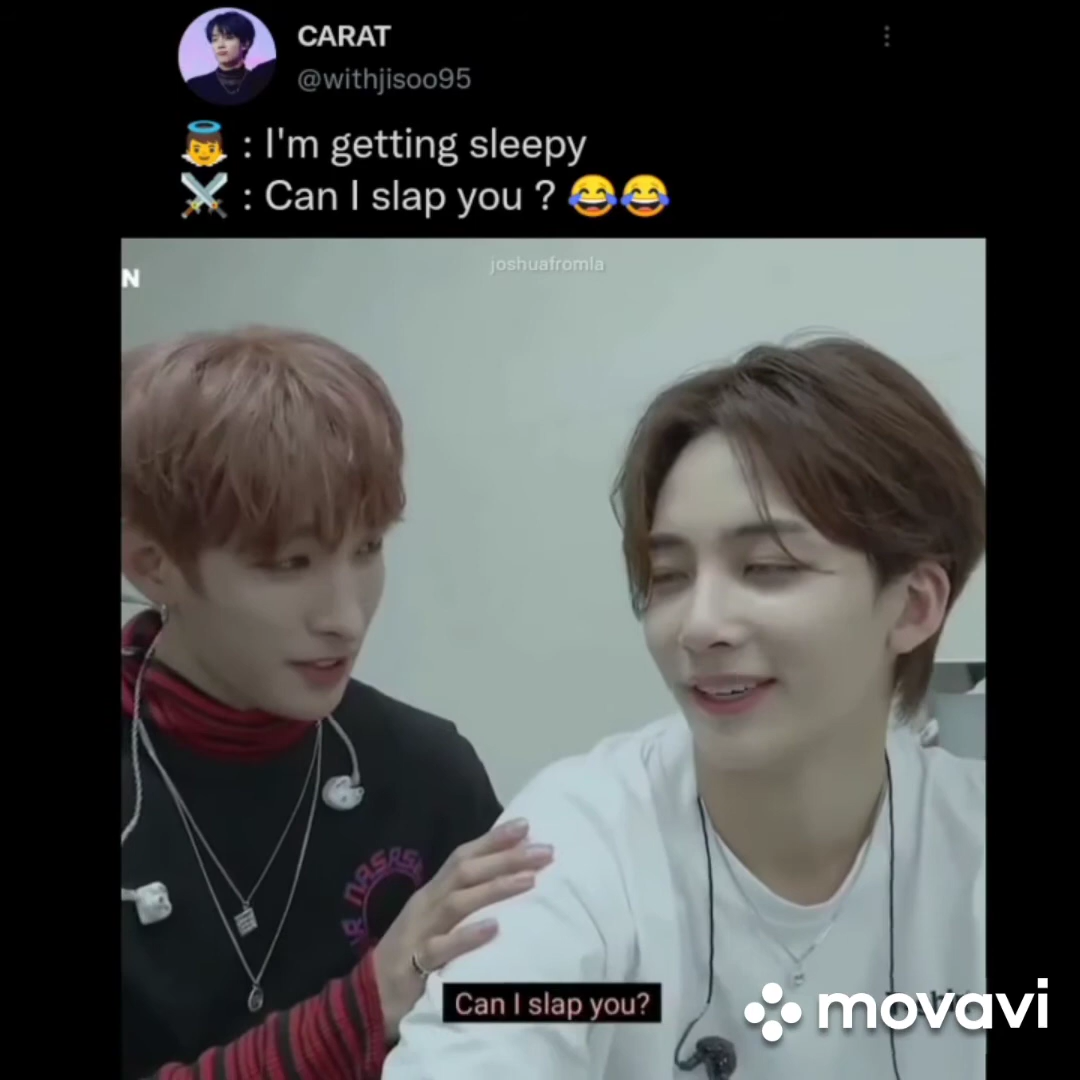 CARAT
@withjisoo95
👼 : I'm getting sleepy
⚔️ : Can I slap you ? 😂😂
joshuafromla
N
Can I slap you?
movavi